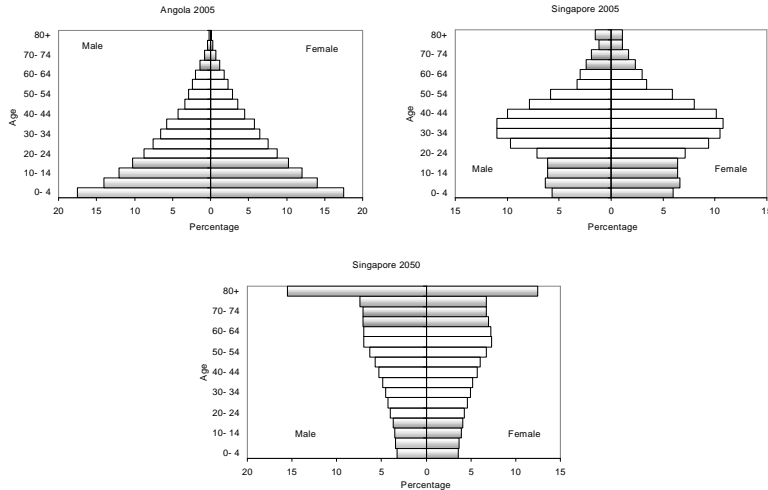 Angola 2005
80+
70- 74
60- 64
50- 54
40- 44
30- 34
20- 24
10- 14
0- 4
Age
Male
Female
20 15 10 5 0 5 10 15 20
Percentage
Singapore 2005
80+
70- 74
60- 64
50- 54
40- 44
30- 34
20- 24
10- 14
0- 4
Age
Male
Female
15 10 5 0 5 10 15
Percentage
Singapore 2050
80+
70- 74
60- 64
50- 54
40- 44
30- 34
20- 24
10- 14
0- 4
Age
Male
Female
20 15 10 5 0 5 10 15
Percentage